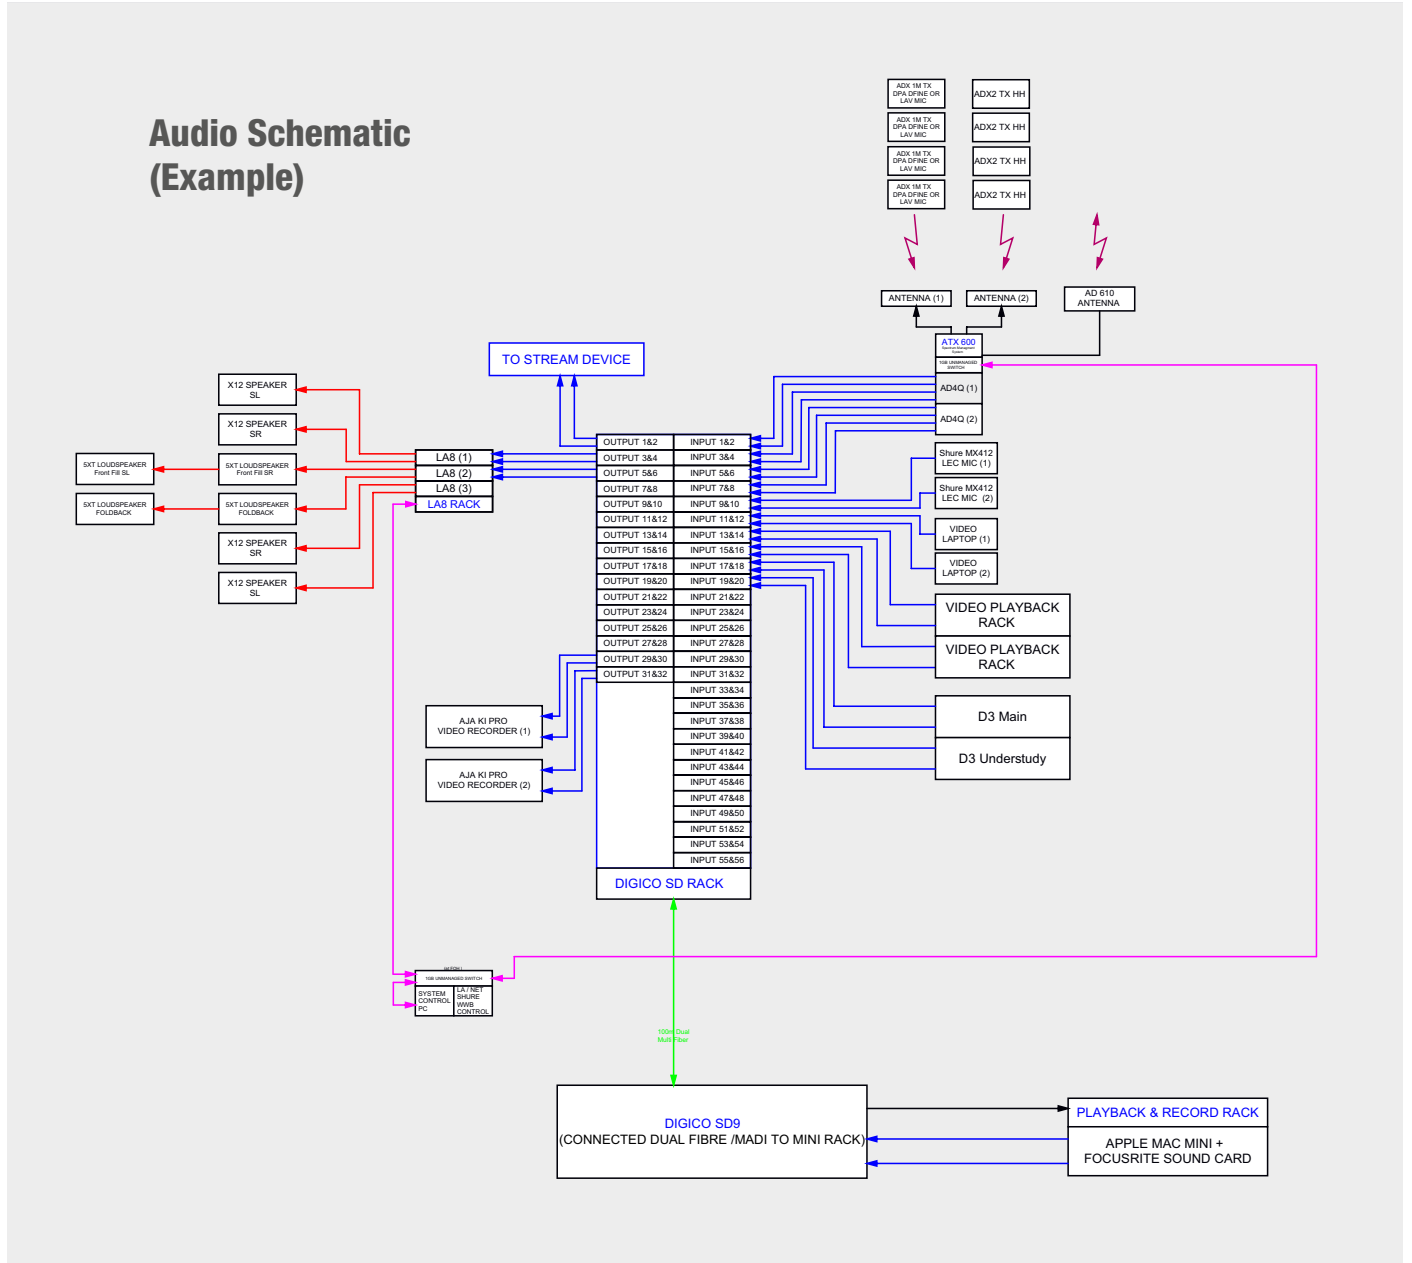 Audio Schematic
(Example)
ADX 1M TX
DPA DFINE OR
LAV MIC
ADX2 TX HH
ADX 1M TX
DPA DFINE OR
LAV MIC
ADX2 TX HH
ADX 1M TX
DPA DFINE OR
LAV MIC
ADX2 TX HH
ADX 1M TX
DPA DFINE OR
LAV MIC
ADX2 TX HH
ANTENNA (1)
ANTENNA (2)
AD 610
ANTENNA
ATX 600
Spectrum Management
System
1GB UNMANAGED
SWITCH
AD4Q (1)
AD4Q (2)
TO STREAM DEVICE
X12 SPEAKER
SL
X12 SPEAKER
SR
5XT LOUDSPEAKER
Front Fill SL
5XT LOUDSPEAKER
Front Fill SR
5XT LOUDSPEAKER
FOLDBACK
5XT LOUDSPEAKER
FOLDBACK
X12 SPEAKER
SR
X12 SPEAKER
SL
LA8 (1)
LA8 (2)
LA8 (3)
LA8 RACK
OUTPUT 1&2 INPUT 1&2
OUTPUT 3&4 INPUT 3&4
OUTPUT 5&6 INPUT 5&6
OUTPUT 7&8 INPUT 7&8
OUTPUT 9&10 INPUT 9&10
OUTPUT 11&12 INPUT 11&12
OUTPUT 13&14 INPUT 13&14
OUTPUT 15&16 INPUT 15&16
OUTPUT 17&18 INPUT 17&18
OUTPUT 19&20 INPUT 19&20
OUTPUT 21&22 INPUT 21&22
OUTPUT 23&24 INPUT 23&24
OUTPUT 25&26 INPUT 25&26
OUTPUT 27&28 INPUT 27&28
OUTPUT 29&30 INPUT 29&30
OUTPUT 31&32 INPUT 31&32
INPUT 33&34
INPUT 35&36
INPUT 37&38
INPUT 39&40
INPUT 41&42
INPUT 43&44
INPUT 45&46
INPUT 47&48
INPUT 49&50
INPUT 51&52
INPUT 53&54
INPUT 55&56
DIGICO SD RACK
Shure MX412
LEC MIC (1)
Shure MX412
LEC MIC (2)
VIDEO
LAPTOP (1)
VIDEO
LAPTOP (2)
VIDEO PLAYBACK
RACK
VIDEO PLAYBACK
RACK
D3 Main
D3 Understudy
AJA KI PRO
VIDEO RECORDER (1)
AJA KI PRO
VIDEO RECORDER (2)
1GB UNMANAGED SWITCH
SYSTEM
CONTROL
PC
LA / NET
SHURE
WWB
CONTROL
100m Dual
Multi Fiber
DIGICO SD9
(CONNECTED DUAL FIBRE /MADI TO MINI RACK)
PLAYBACK & RECORD RACK
APPLE MAC MINI +
FOCUSRITE SOUND CARD